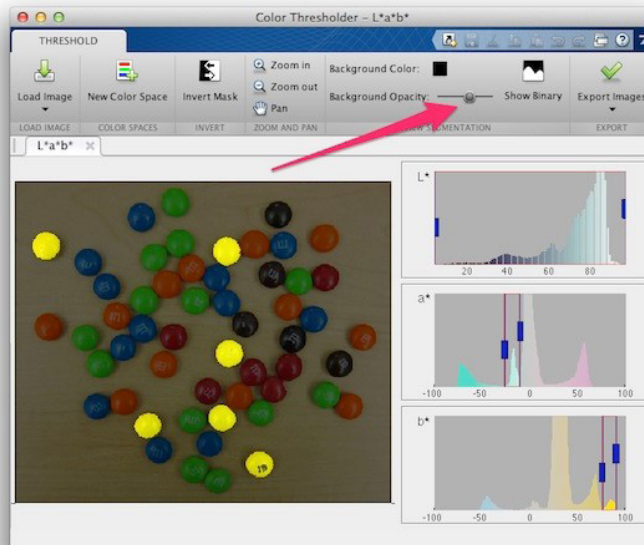 Color Thresholder – L*a*b*
THRESHOLD
Load Image
New Color Space
Invert Mask
Zoom in
Zoom out
Pan
Background Color:
Background Opacity:
Show Binary
Export Images
LOAD IMAGE
COLOR SPACES
INVERT
ZOOM AND PAN
SEGMENTATION
EXPORT
L*a*b*
L*
20 40 60 80
a*
-100 -50 0 50 100
b*
-100 -50 0 50 100